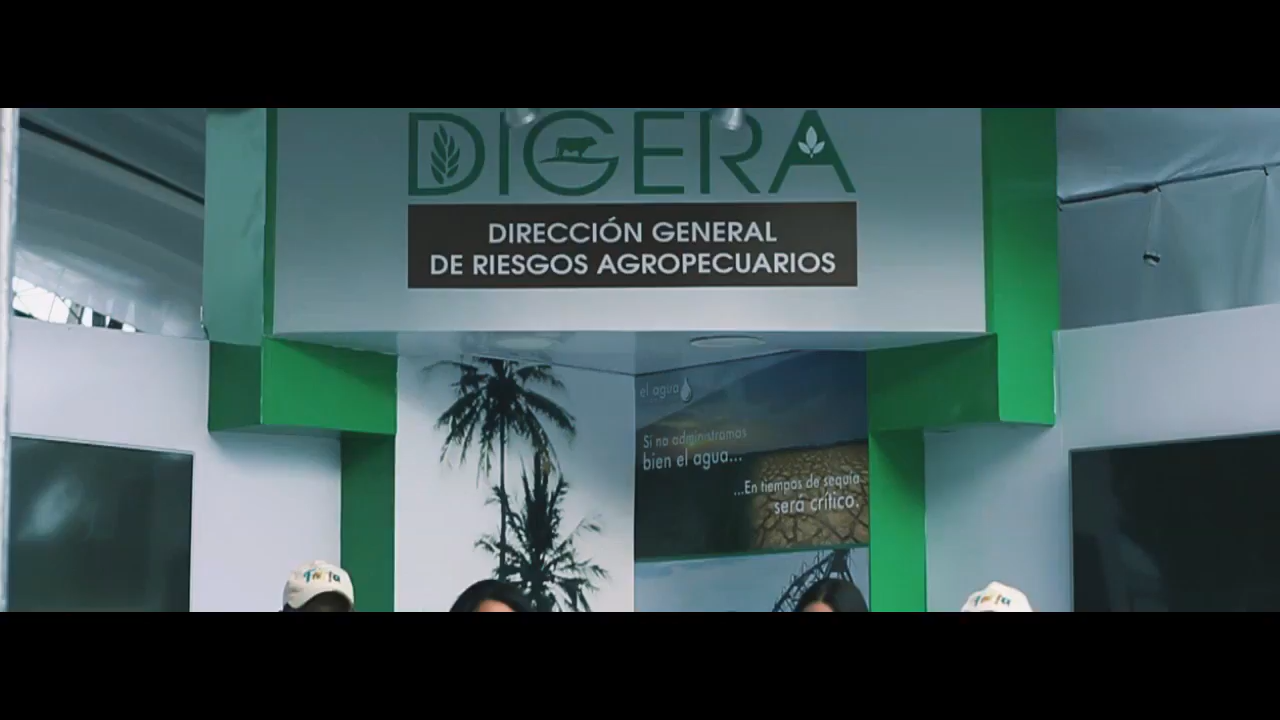 DIGERA
DIRECCIÓN GENERAL
DE RIESGOS AGROPECUARIOS
el agua
Si no administramos
bien el agua...
...En tiempos de sequía
será crítico.